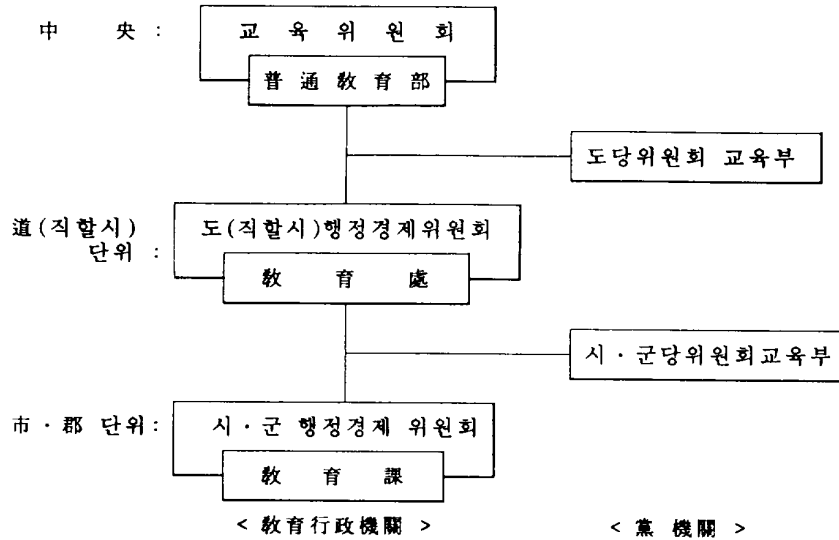 中 央 : 교 육 위 원 회
普 通 敎 育 部
도당위원회 교육부
道(직할시) 도(직할시)행정경제위원회
단위 :
敎 育 處
시 · 군당위원회교육부
市 · 郡 단위: 시 · 군 행정경제 위원회
敎 育 課
< 敎育行政機關 > < 黨 機關 >